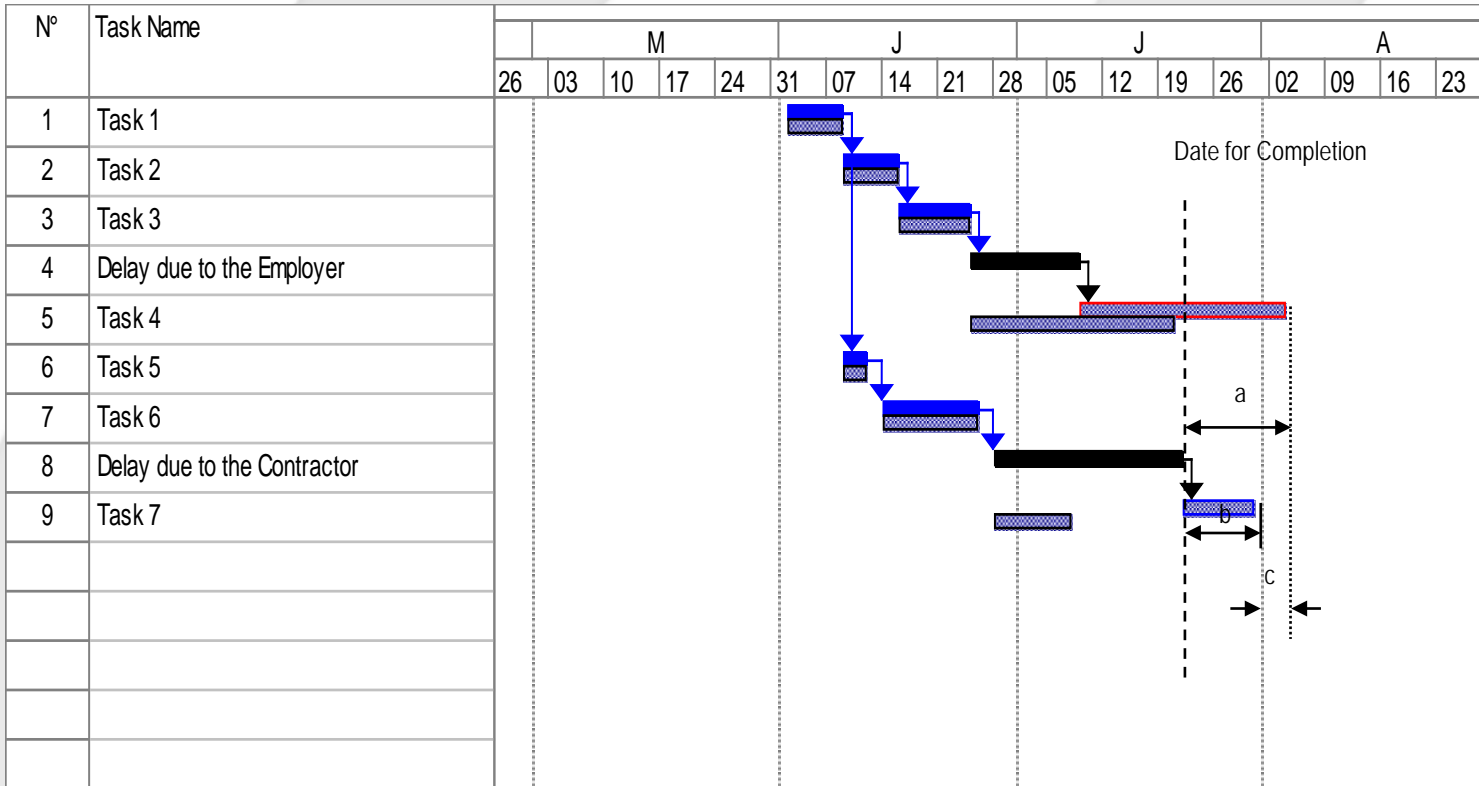 N° Task Name
M J J A
26 03 10 17 24 31 07 14 21 28 05 12 19 26 02 09 16 23
1 Task 1
Date for Completion
2 Task 2
3 Task 3
4 Delay due to the Employer
5 Task 4
6 Task 5
a
7 Task 6
8 Delay due to the Contractor
9 Task 7
b
c